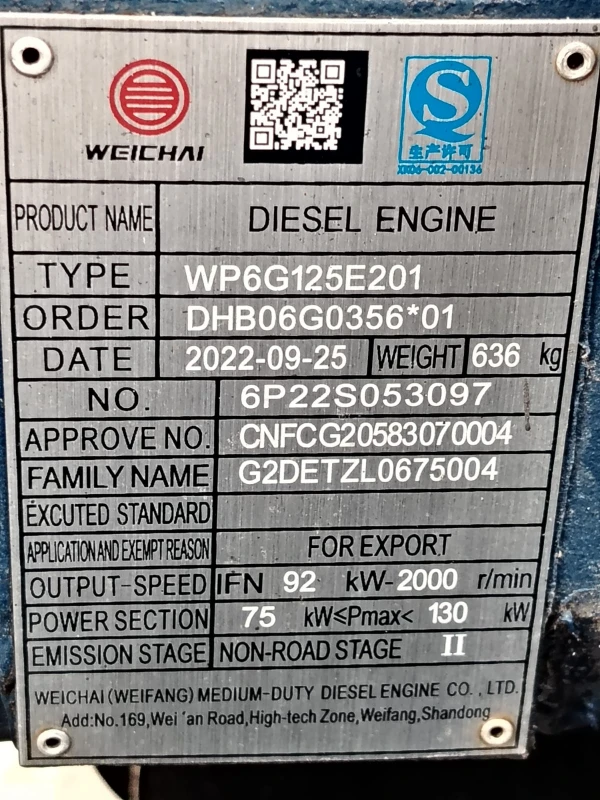 WEICHAI
生产许可
XK06-002-00136
PRODUCT NAME DIESEL ENGINE
TYPE WP6G125E201
ORDER DHB06G0356*01
DATE 2022-09-25 WEIGHT 636 kg
NO. 6P22S053097
APPROVE NO. CNFCG20583070004
FAMILY NAME G2DETZL0675004
EXCUTED STANDARD
APPLICATION AND EXEMPT REASON FOR EXPORT
OUTPUT-SPEED IFN 92 kW-2000 r/min
POWER SECTION 75 kW≤Pmax< 130 kW
EMISSION STAGE NON-ROAD STAGE II
WEICHAI(WEIFANG) MEDIUM-DUTY DIESEL ENGINE CO.,LTD.
Add:No.169,Wei'an Road,High-tech Zone,Weifang,Shandong